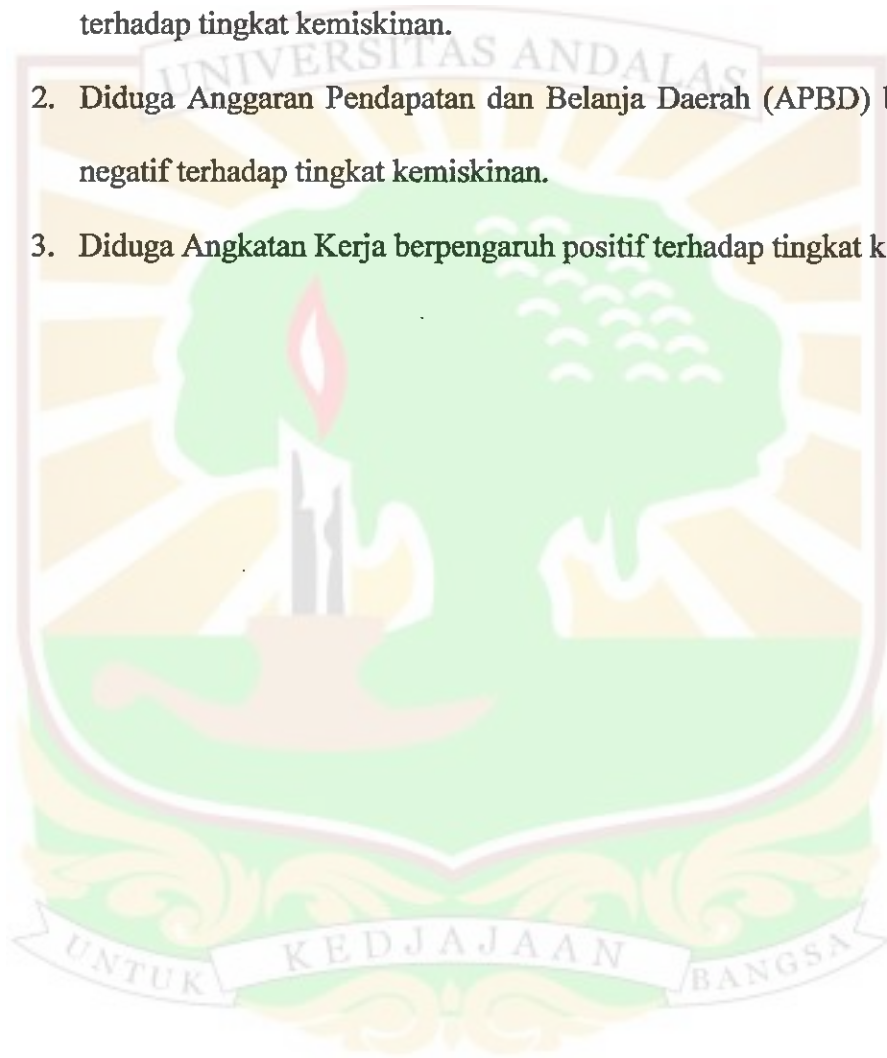 terhadap tingkat kemiskinan.
UNIVERSITAS ANDALAS
2. Diduga Anggaran Pendapatan dan Belanja Daerah (APBD)
negatif terhadap tingkat kemiskinan.
3. Diduga Angkatan Kerja berpengaruh positif terhadap tingkat
UNTUK KEDJAJAAN BANGSA